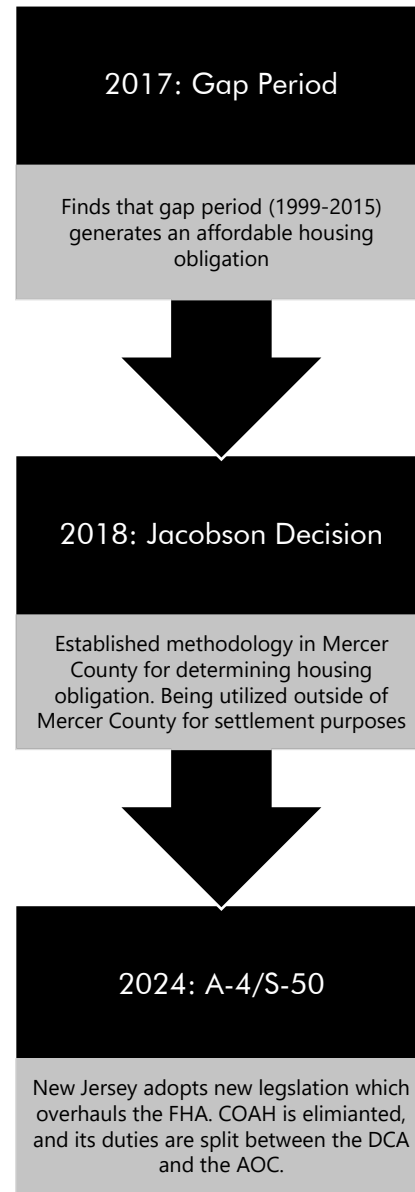 2017: Gap Period
Finds that gap period (1999-2015)
generates an affordable housing
obligation
2018: Jacobson Decision
Established methodology in Mercer
County for determining housing
obligation. Being utilized outside of
Mercer County for settlement purposes
2024: A-4/S-50
New Jersey adopts new legslation which
overhauls the FHA. COAH is elimianted,
and its duties are split between the DCA
and the AOC.